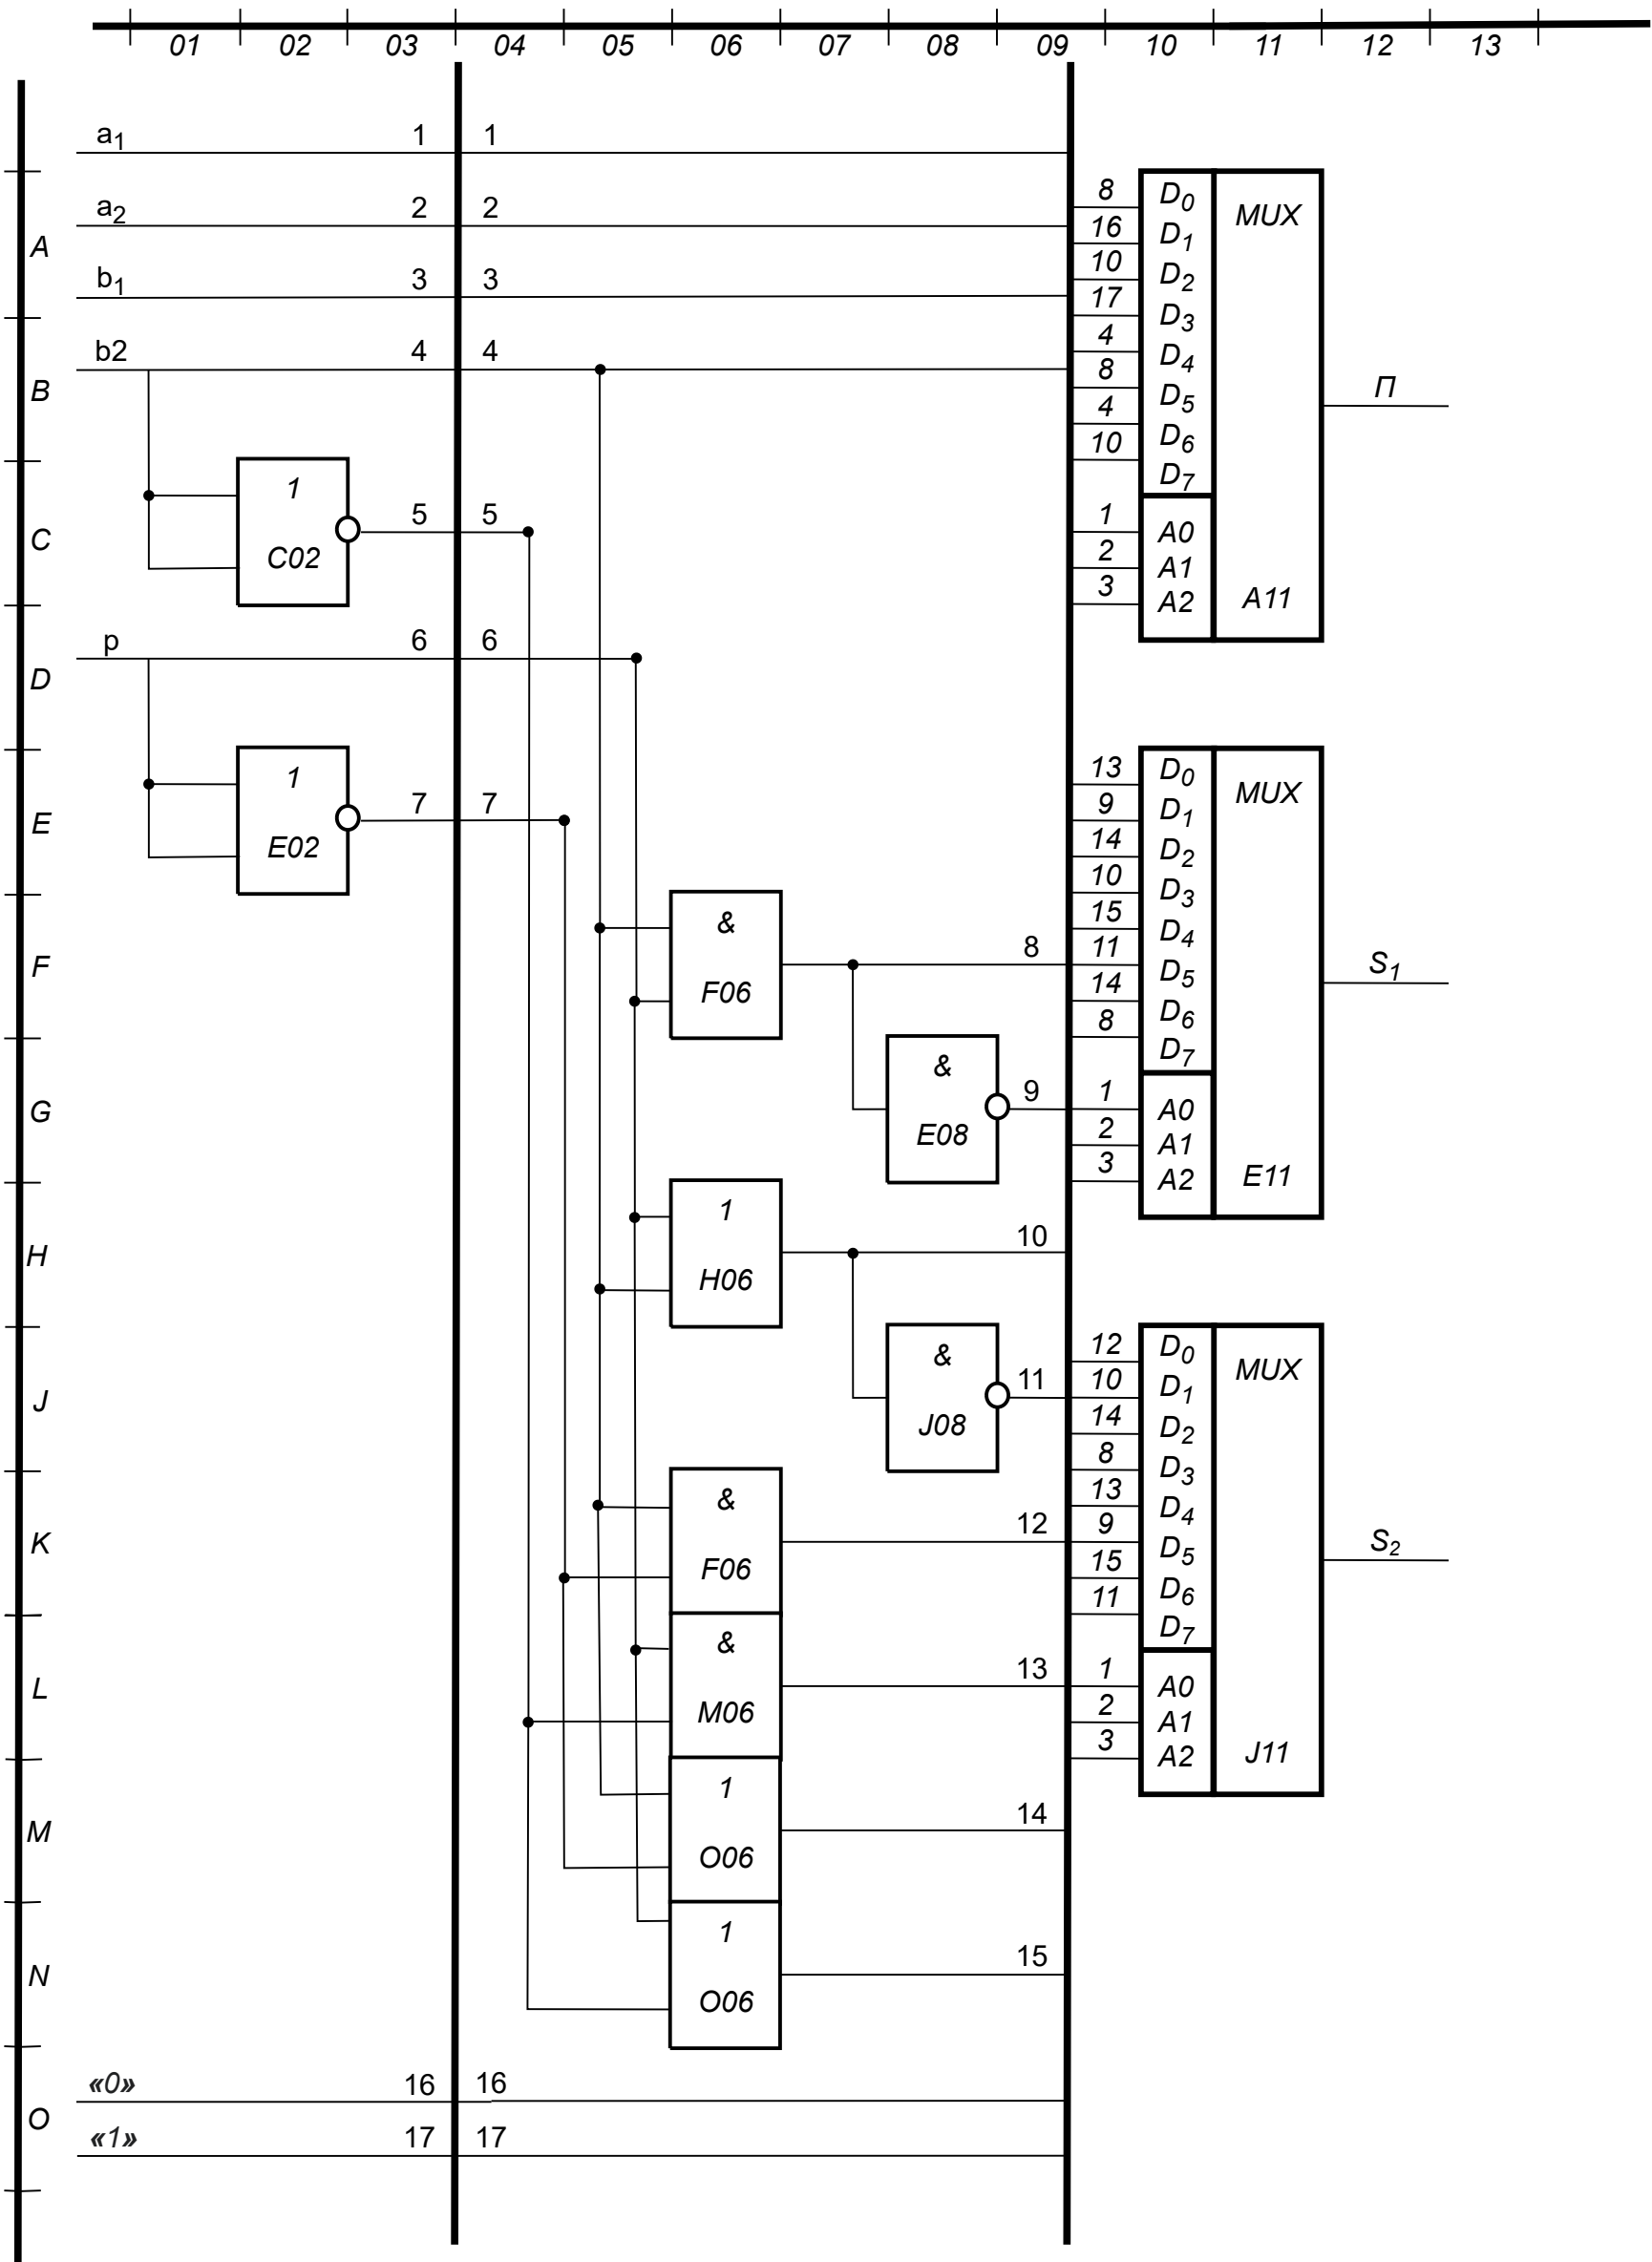 01 02 03 04 05 06 07 08 09 10 11 12 13
a1 1 1
a2 2 2
b1 3 3
b2 4 4
1
C02
5 5
p 6 6
1
E02
7 7
&
F06
8
&
E08
9
1
H06
10
&
J08
11
&
F06
12
&
M06
13
1
O06
14
1
O06
15
«0» 16 16
«1» 17 17
A
B
C
D
E
F
G
H
J
K
L
M
N
O
8 D0 MUX
16 D1
10 D2
17 D3
4 D4
8 D5
4 D6
10 D7
1 A0
2 A1
3 A2 A11
П
13 D0 MUX
9 D1
14 D2
10 D3
15 D4
11 D5
14 D6
8 D7
1 A0
2 A1
3 A2 E11
S1
12 D0 MUX
10 D1
14 D2
8 D3
13 D4
9 D5
15 D6
11 D7
1 A0
2 A1
3 A2 J11
S2